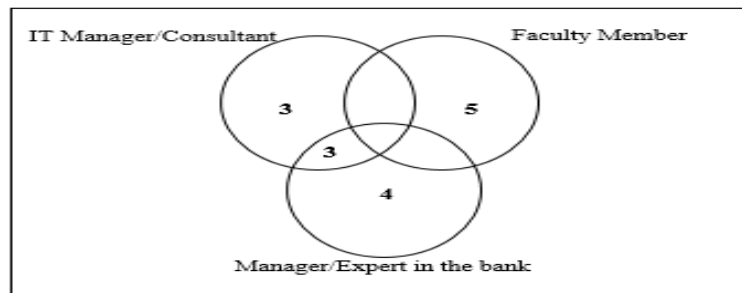 IT Manager/Consultant Faculty Member
3 5
3
4
Manager/Expert in the bank